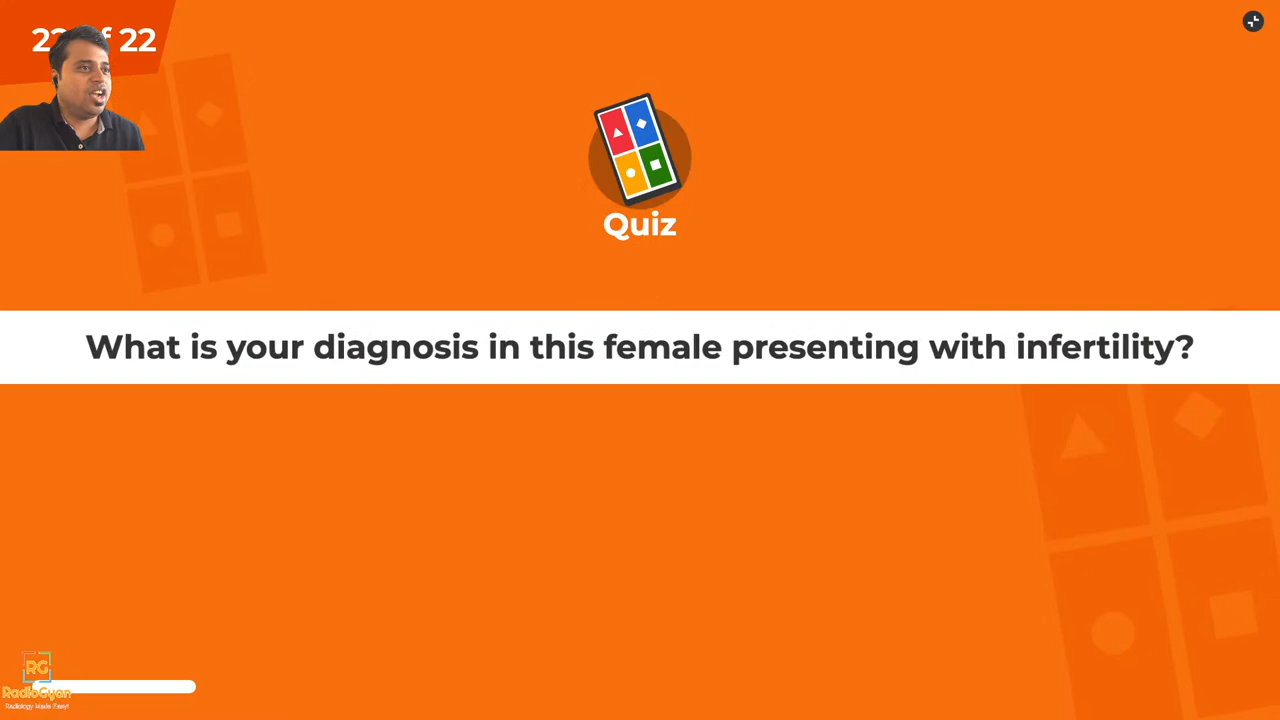 22 of 22
Quiz
What is your diagnosis in this female presenting with infertility?
RG
RadioGyan
Radiology Made Easy!